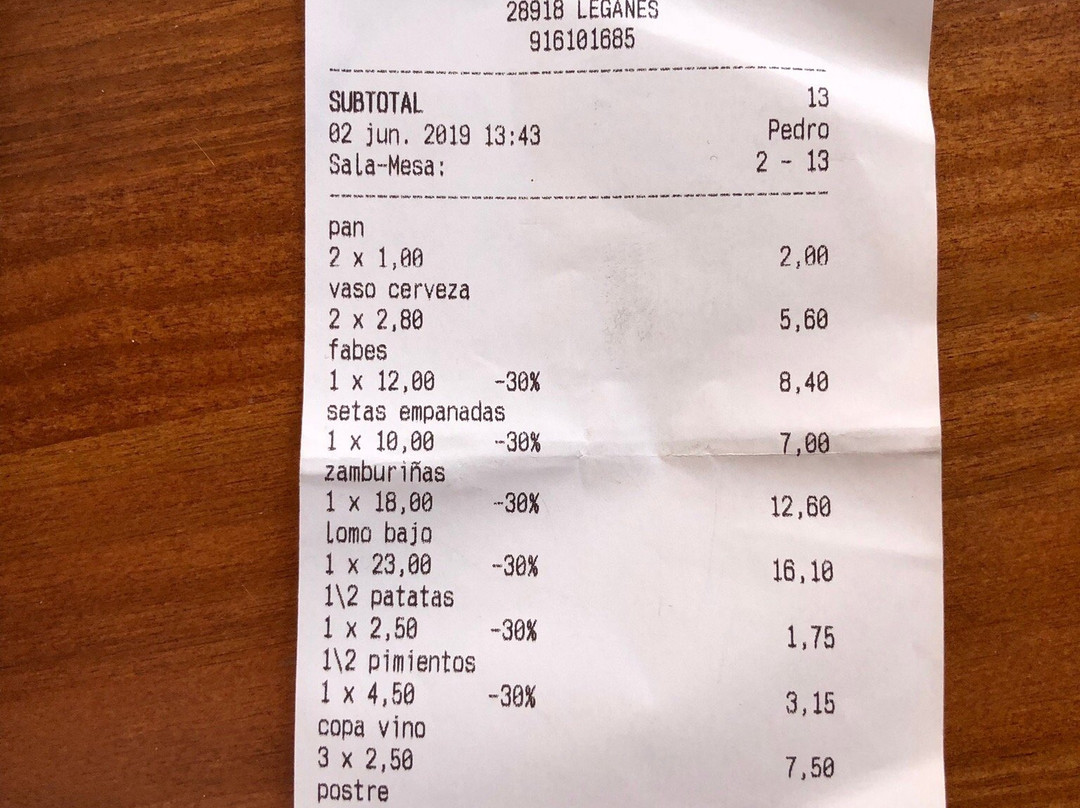 28918 LEGANES
916101685
SUBTOTAL 13
02 jun. 2019 13:43 Pedro
Sala-Mesa: 2 - 13
pan
2 x 1,00 2,00
vaso cerveza
2 x 2,80 5,60
fabes
1 x 12,00 -30% 8,40
setas empanadas
1 x 10,00 -30% 7,00
zamburiñas
1 x 18,00 -30% 12,60
lomo bajo
1 x 23,00 -30% 16,10
1\2 patatas
1 x 2,50 -30% 1,75
1\2 pimientos
1 x 4,50 -30% 3,15
copa vino
3 x 2,50 7,50
postre